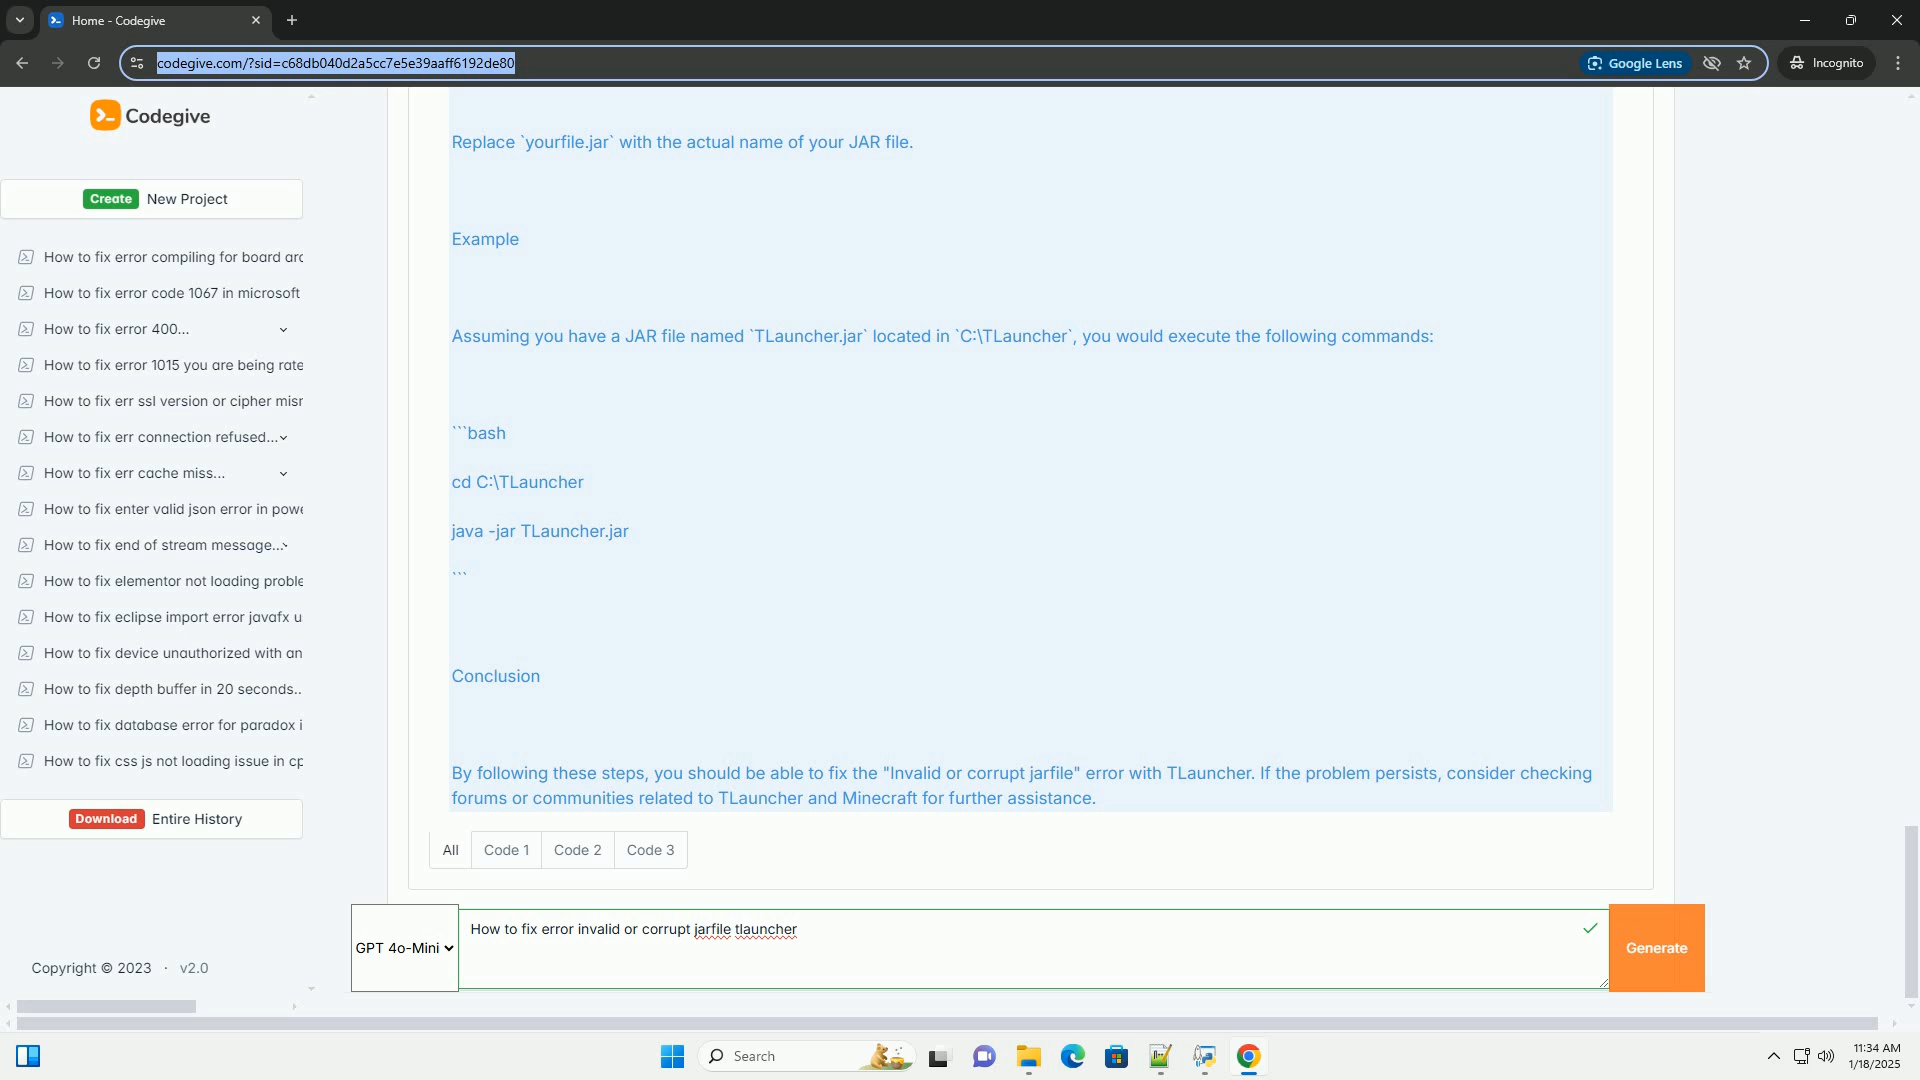 Home - Codegive
codegive.com/?sid=c68db040d2a5cc7e5e39aaff6192de80
Google Lens
Incognito
Codegive
Create New Project
How to fix error compiling for board arc
How to fix error code 1067 in microsoft
How to fix error 400...
How to fix error 1015 you are being rate
How to fix err ssl version or cipher misr
How to fix err connection refused...
How to fix err cache miss...
How to fix enter valid json error in powe
How to fix end of stream message...
How to fix elementor not loading proble
How to fix eclipse import error javafx u
How to fix device unauthorized with an
How to fix depth buffer in 20 seconds..
How to fix database error for paradox i
How to fix css js not loading issue in cp
Download Entire History
Copyright © 2023 · v2.0
Replace `yourfile.jar` with the actual name of your JAR file.
Example
Assuming you have a JAR file named `TLauncher.jar` located in `C:\TLauncher`, you would execute the following commands:
```bash
cd C:\TLauncher
java -jar TLauncher.jar
```
Conclusion
By following these steps, you should be able to fix the "Invalid or corrupt jarfile" error with TLauncher. If the problem persists, consider checking
forums or communities related to TLauncher and Minecraft for further assistance.
All Code 1 Code 2 Code 3
GPT 4o-Mini
How to fix error invalid or corrupt jarfile tlauncher
Generate
Search
11:34 AM
1/18/2025